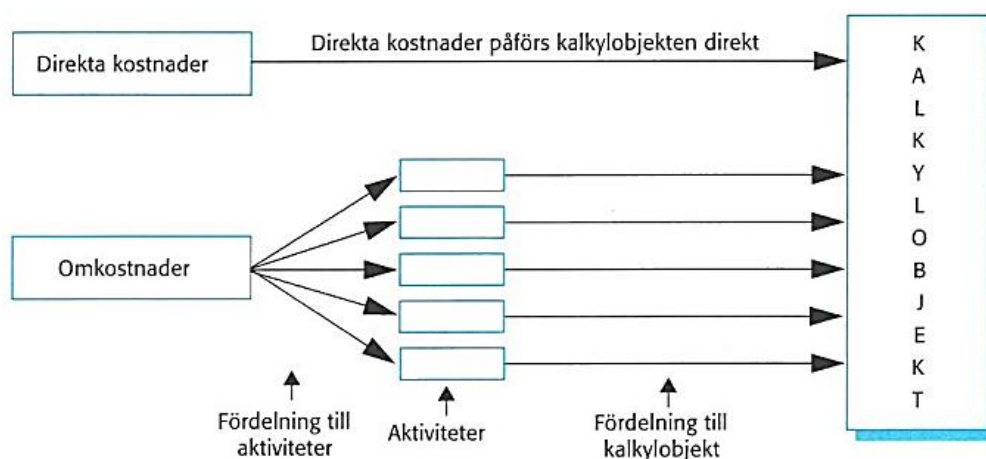 Direkta kostnader påförs kalkylobjekten direkt
Direkta kostnader
Omkostnader
Fördelning till
aktiviteter
Aktiviteter
Fördelning till
kalkylobjekt
K
A
L
K
Y
L
O
B
J
E
K
T